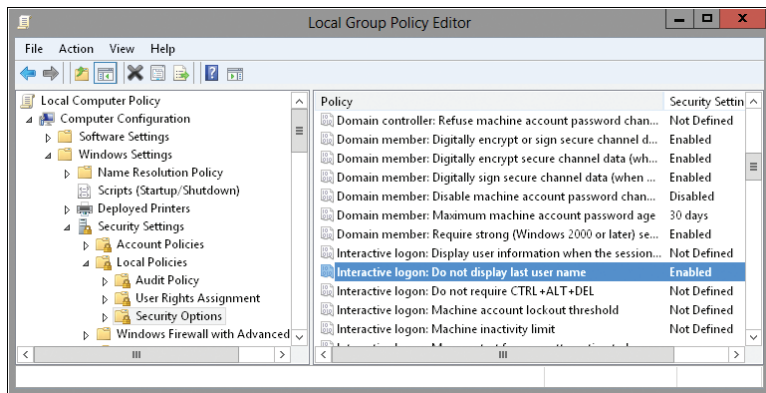 Local Group Policy Editor
File Action View Help
Local Computer Policy
Computer Configuration
Software Settings
Windows Settings
Name Resolution Policy
Scripts (Startup/Shutdown)
Deployed Printers
Security Settings
Account Policies
Local Policies
Audit Policy
User Rights Assignment
Security Options
Windows Firewall with Advanced
Policy Security Settin
Domain controller: Refuse machine account password chan... Not Defined
Domain member: Digitally encrypt or sign secure channel d... Enabled
Domain member: Digitally encrypt secure channel data (wh... Enabled
Domain member: Digitally sign secure channel data (when ... Enabled
Domain member: Disable machine account password chan... Disabled
Domain member: Maximum machine account password age 30 days
Domain member: Require strong (Windows 2000 or later) se... Enabled
Interactive logon: Display user information when the session... Not Defined
Interactive logon: Do not display last user name Enabled
Interactive logon: Do not require CTRL+ALT+DEL Not Defined
Interactive logon: Machine account lockout threshold Not Defined
Interactive logon: Machine inactivity limit Not Defined